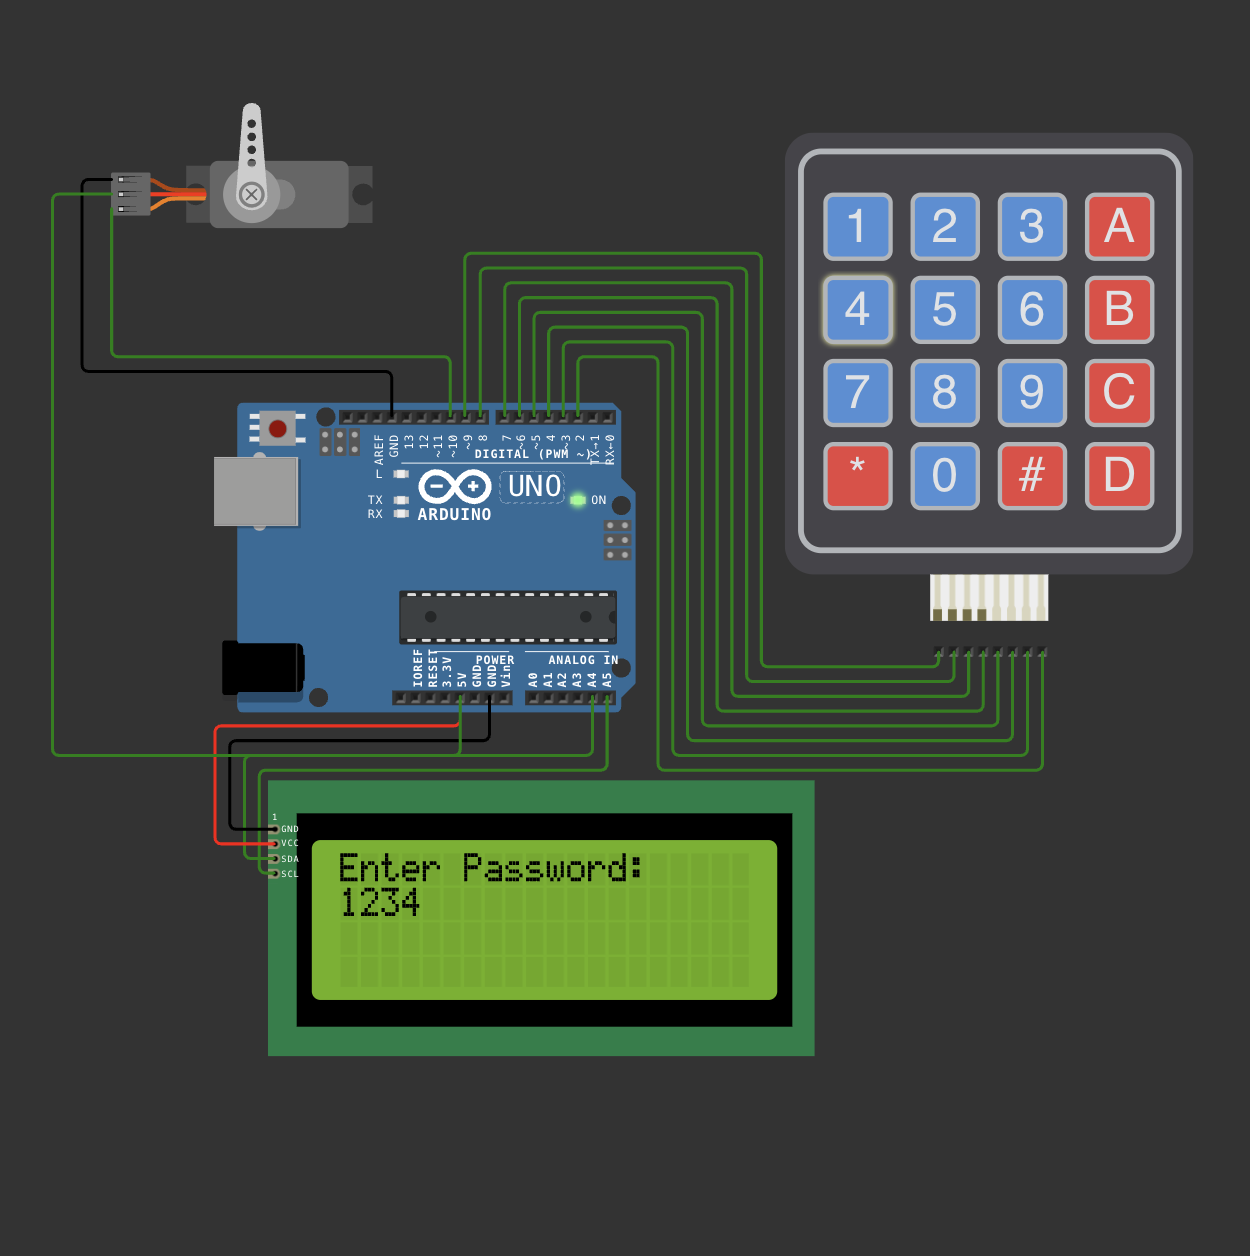 1 2 3 A
4 5 6 B
7 8 9 C
* 0 # D
AREF GND 13 12 ~11 ~10 ~9 8 7 ~6 ~5 4 ~3 ~2 TX→1 RX←0
DIGITAL (PWM ~)
L
TX
RX
UNO
ON
ARDUINO
IOREF RESET 3.3V 5V GND GND Vin
POWER
ANALOG IN
A0 A1 A2 A3 A4 A5
1
GND
VCC
SDA
SCL
Enter Password:
1234